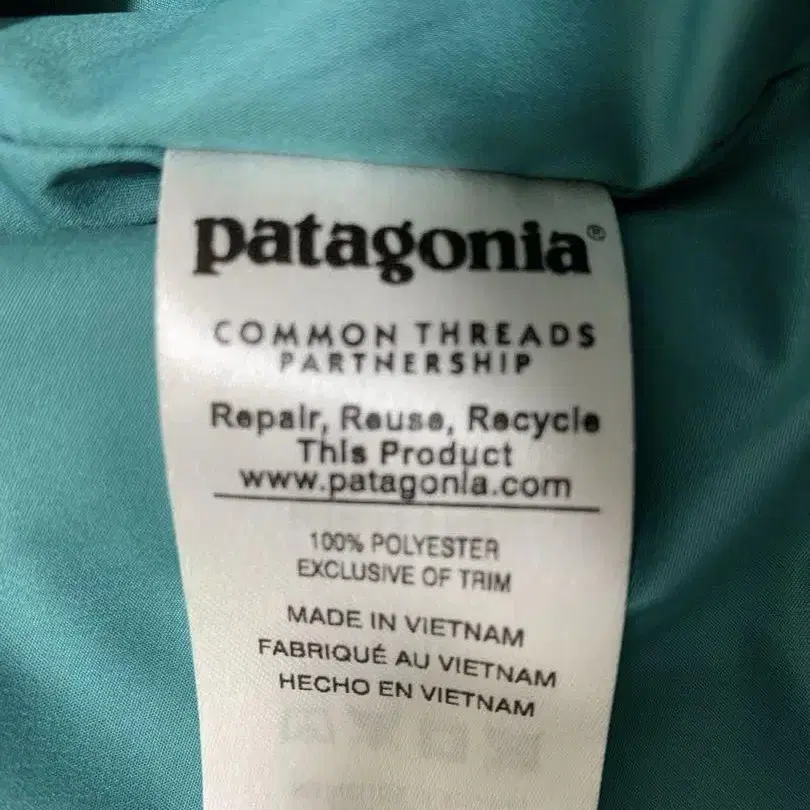 patagonia®
COMMON THREADS
PARTNERSHIP
Repair, Reuse, Recycle
This Product
www.patagonia.com
100% POLYESTER
EXCLUSIVE OF TRIM
MADE IN VIETNAM
FABRIQUÉ AU VIETNAM
HECHO EN VIETNAM